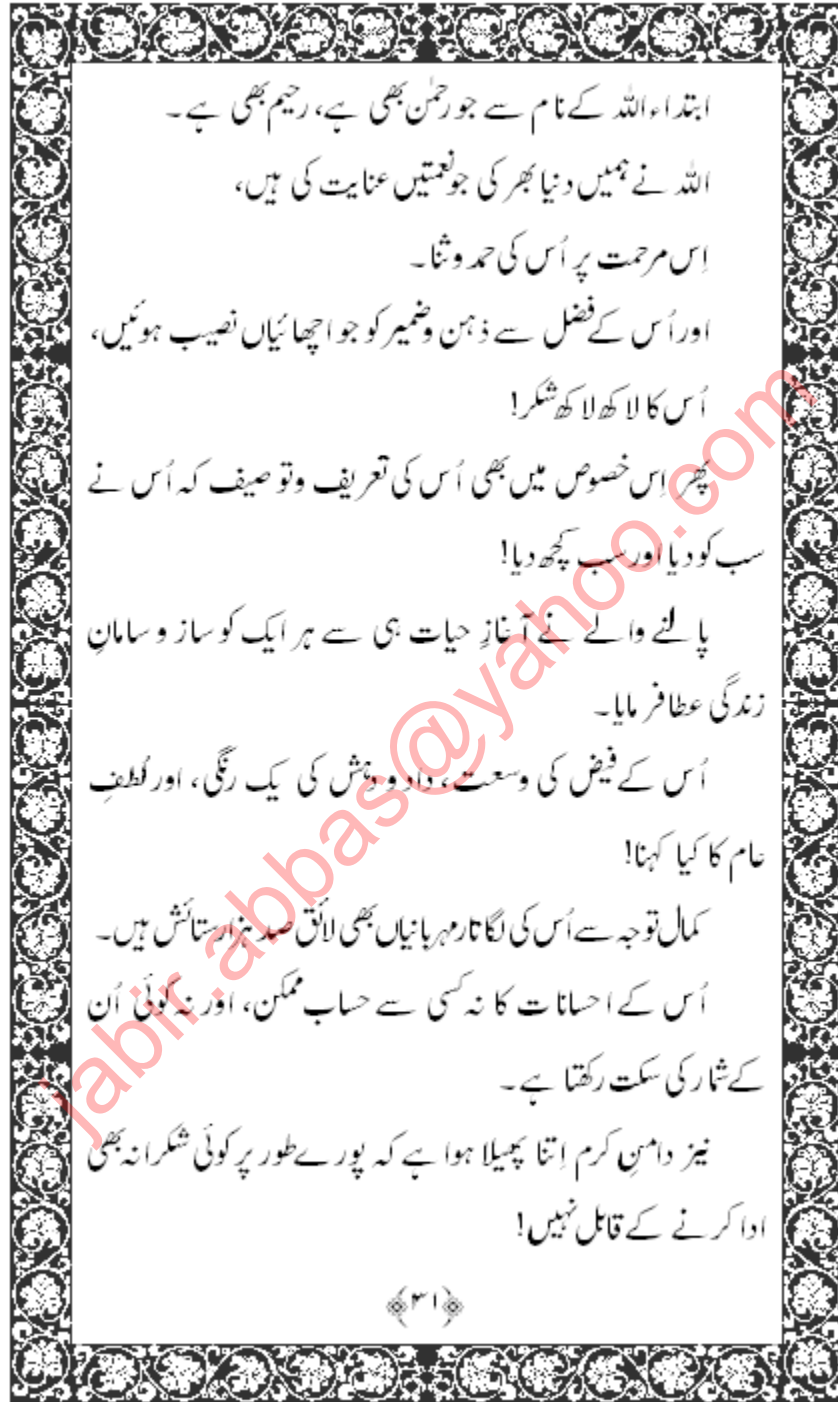 ابتداء اللہ کے نام سے جو رحمٰن بھی ہے، رحیم بھی ہے۔
اللہ نے ہمیں دنیا بھر کی جو نعمتیں عنایت کی ہیں،
اِس مرحمت پر اُس کی حمد و ثنا۔
اور اُس کے فضل سے ذہن و ضمیر کو جو اچھائیاں نصیب ہوئیں،
اُس کا لاکھ لاکھ شکر!
پھر اِس خصوص میں بھی اُس کی تعریف و توصیف کہ اُس نے
سب کو دیا اور سب کچھ دیا!
پالنے والے نے آغازِ حیات ہی سے ہر ایک کو ساز و سامانِ
زندگی عطا فرمایا۔
اُس کے فیض کی وسعت، داد و دہش کی یک رنگی، اور لُطفِ
عام کا کیا کہنا!
کمال توجہ سے اُس کی لگاتار مہربانیاں بھی لائق صد ہزار ستائش ہیں۔
اُس کے احسانات کا نہ کسی سے حساب ممکن، اور نہ کوئی اُن
کے شمار کی سکت رکھتا ہے۔
نیز دامنِ کرم اِتنا پھیلا ہوا ہے کہ پورے طور پر کوئی شکرانہ بھی
ادا کرنے کے قابل نہیں!
﴿۳۱﴾
jabir.abbas@yahoo.com